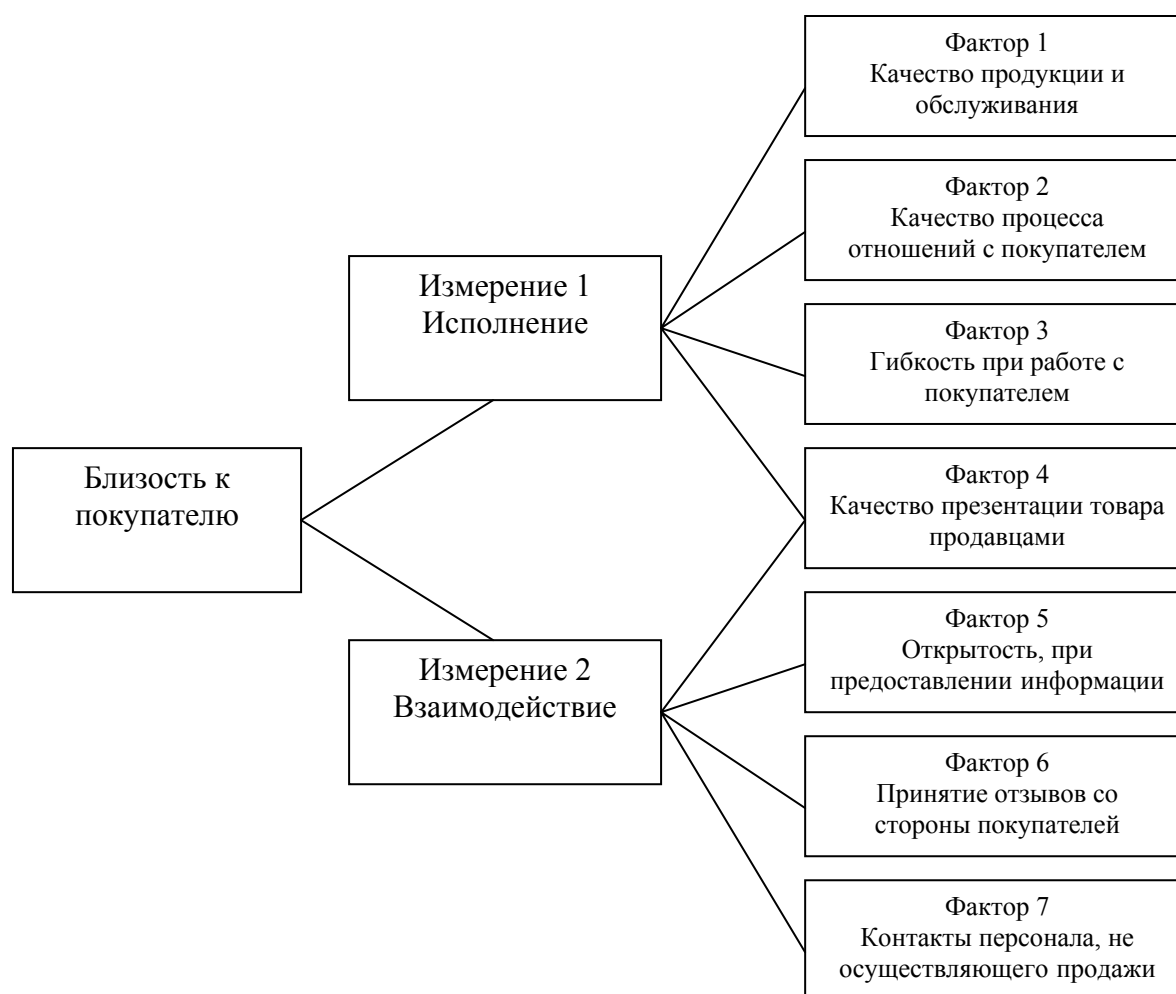 Близость к
покупателю
Измерение 1
Исполнение
Измерение 2
Взаимодействие
Фактор 1
Качество продукции и
обслуживания
Фактор 2
Качество процесса
отношений с покупателем
Фактор 3
Гибкость при работе с
покупателем
Фактор 4
Качество презентации товара
продавцами
Фактор 5
Открытость, при
предоставлении информации
Фактор 6
Принятие отзывов со
стороны покупателей
Фактор 7
Контакты персонала, не
осуществляющего продажи